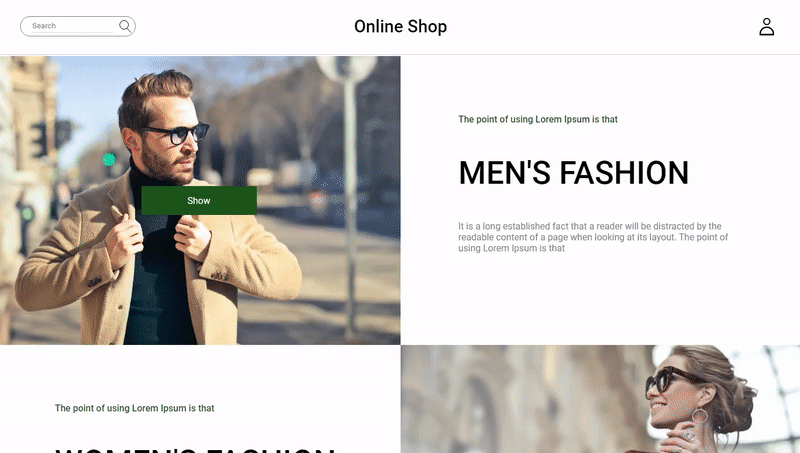 Search
Online Shop
The point of using Lorem Ipsum is that
MEN'S FASHION
Show
It is a long established fact that a reader will be distracted by the
readable content of a page when looking at its layout. The point of
using Lorem Ipsum is that
The point of using Lorem Ipsum is that
WOMEN'S FASHION